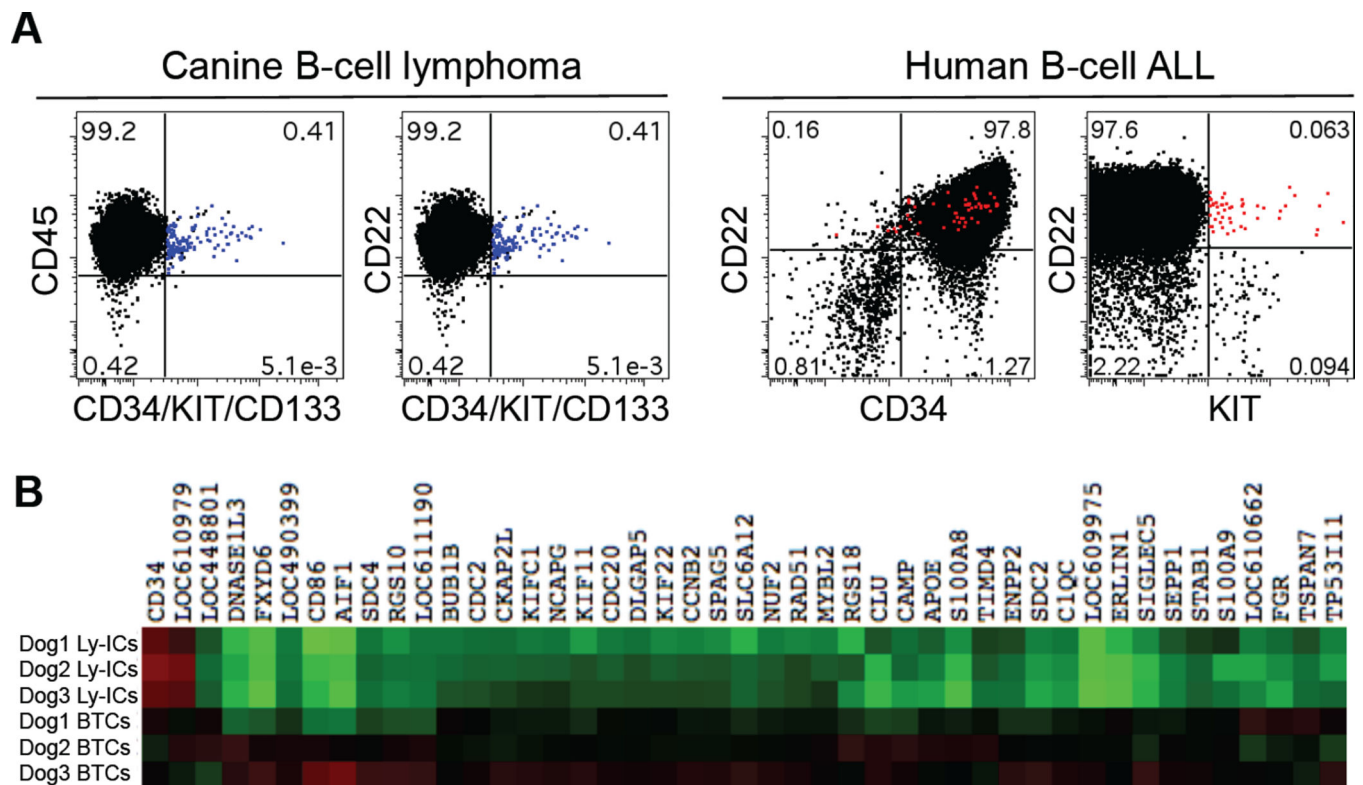 A
Canine B-cell lymphoma
Human B-cell ALL
99.2 0.41
CD45
0.42 5.1e-3
CD34/KIT/CD133
99.2 0.41
CD22
0.42 5.1e-3
CD34/KIT/CD133
0.16 97.8
CD22
0.81 1.27
CD34
97.6 0.063
CD22
2.22 0.094
KIT
B
CD34
LOC610979
LOC448801
DNASE1L3
FXYD6
LOC490399
CD86
AIF1
SDC4
RGS10
LOC611190
BUB1B
CDC2
CKAP2L
KIFC1
NCAPG
KIF11
CDC20
DLGAP5
KIF22
CCNB2
SPAG5
SLC6A12
NUF2
RAD51
MYBL2
RGS18
CLU
CAMP
APOE
S100A8
TIMD4
ENPP2
SDC2
C1QC
LOC609975
ERLIN1
SIGLEC5
SEPP1
STAB1
S100A9
LOC610662
FGR
TSPAN7
TP53I11
Dog1 Ly-ICs
Dog2 Ly-ICs
Dog3 Ly-ICs
Dog1 BTCs
Dog2 BTCs
Dog3 BTCs